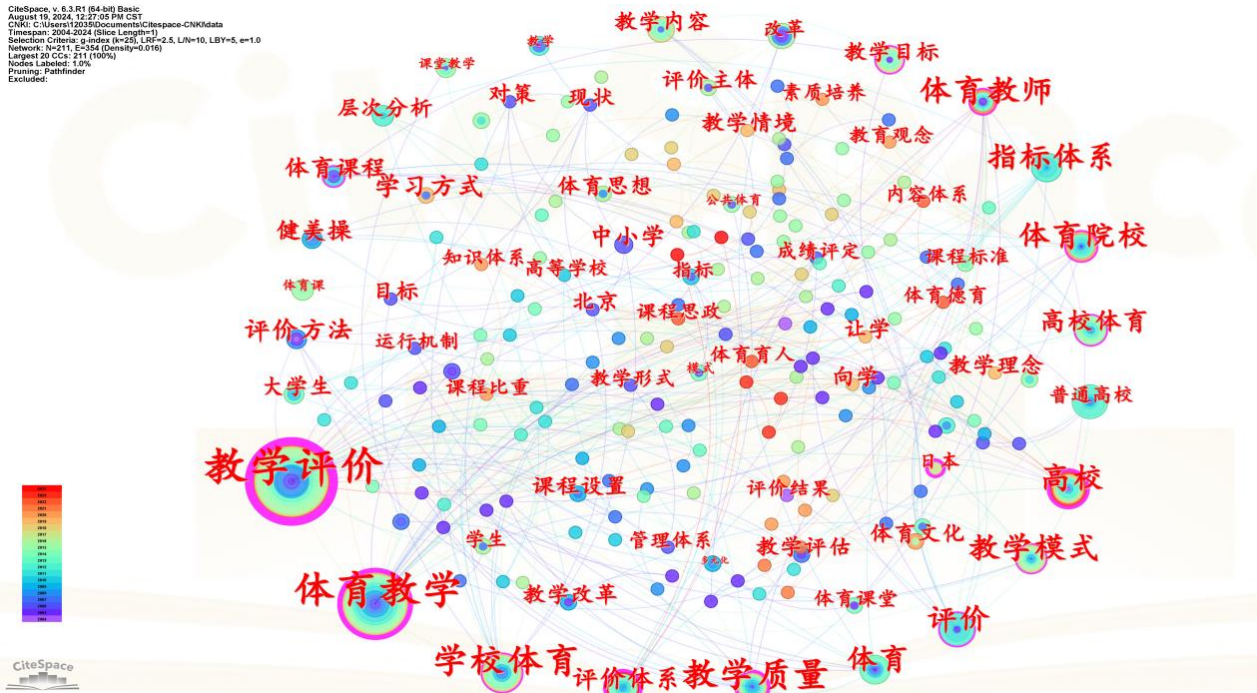 CiteSpace, v. 6.3.R1 (64-bit) Basic
August 19, 2024, 12:27:05 PM CST
CNKI: C:\Users\12035\Documents\Citespace-CNKI\data
Timespan: 2004-2024 (Slice Length=1)
Selection Criteria: g-index (k=25), LRF=2.5, L/N=10, LBY=5, e=1.0
Network: N=211, E=354 (Density=0.016)
Largest 20 CCs: 211 (100%)
Nodes Labeled: 1.0%
Pruning: Pathfinder
Excluded:
教学内容
改革
教学
教学目标
课堂教学
评价主体
素质培养
体育教师
层次分析
对策
现状
教学情境
教育观念
指标体系
体育课程
学习方式
体育思想
公共体育
内容体系
健美操
中小学
成绩评定
体育院校
知识体系
高等学校
指标
课程标准
体育课
目标
北京
课程思政
体育德育
高校体育
评价方法
运行机制
让学
体育育人
模式
教学理念
大学生
课程比重
教学形式
向学
普通高校
教学评价
日本
高校
课程设置
评价结果
学生
管理体系
教学评估
体育文化
教学模式
多元化
体育教学
教学改革
体育课堂
评价
学校体育
评价体系
教学质量
体育
CiteSpace